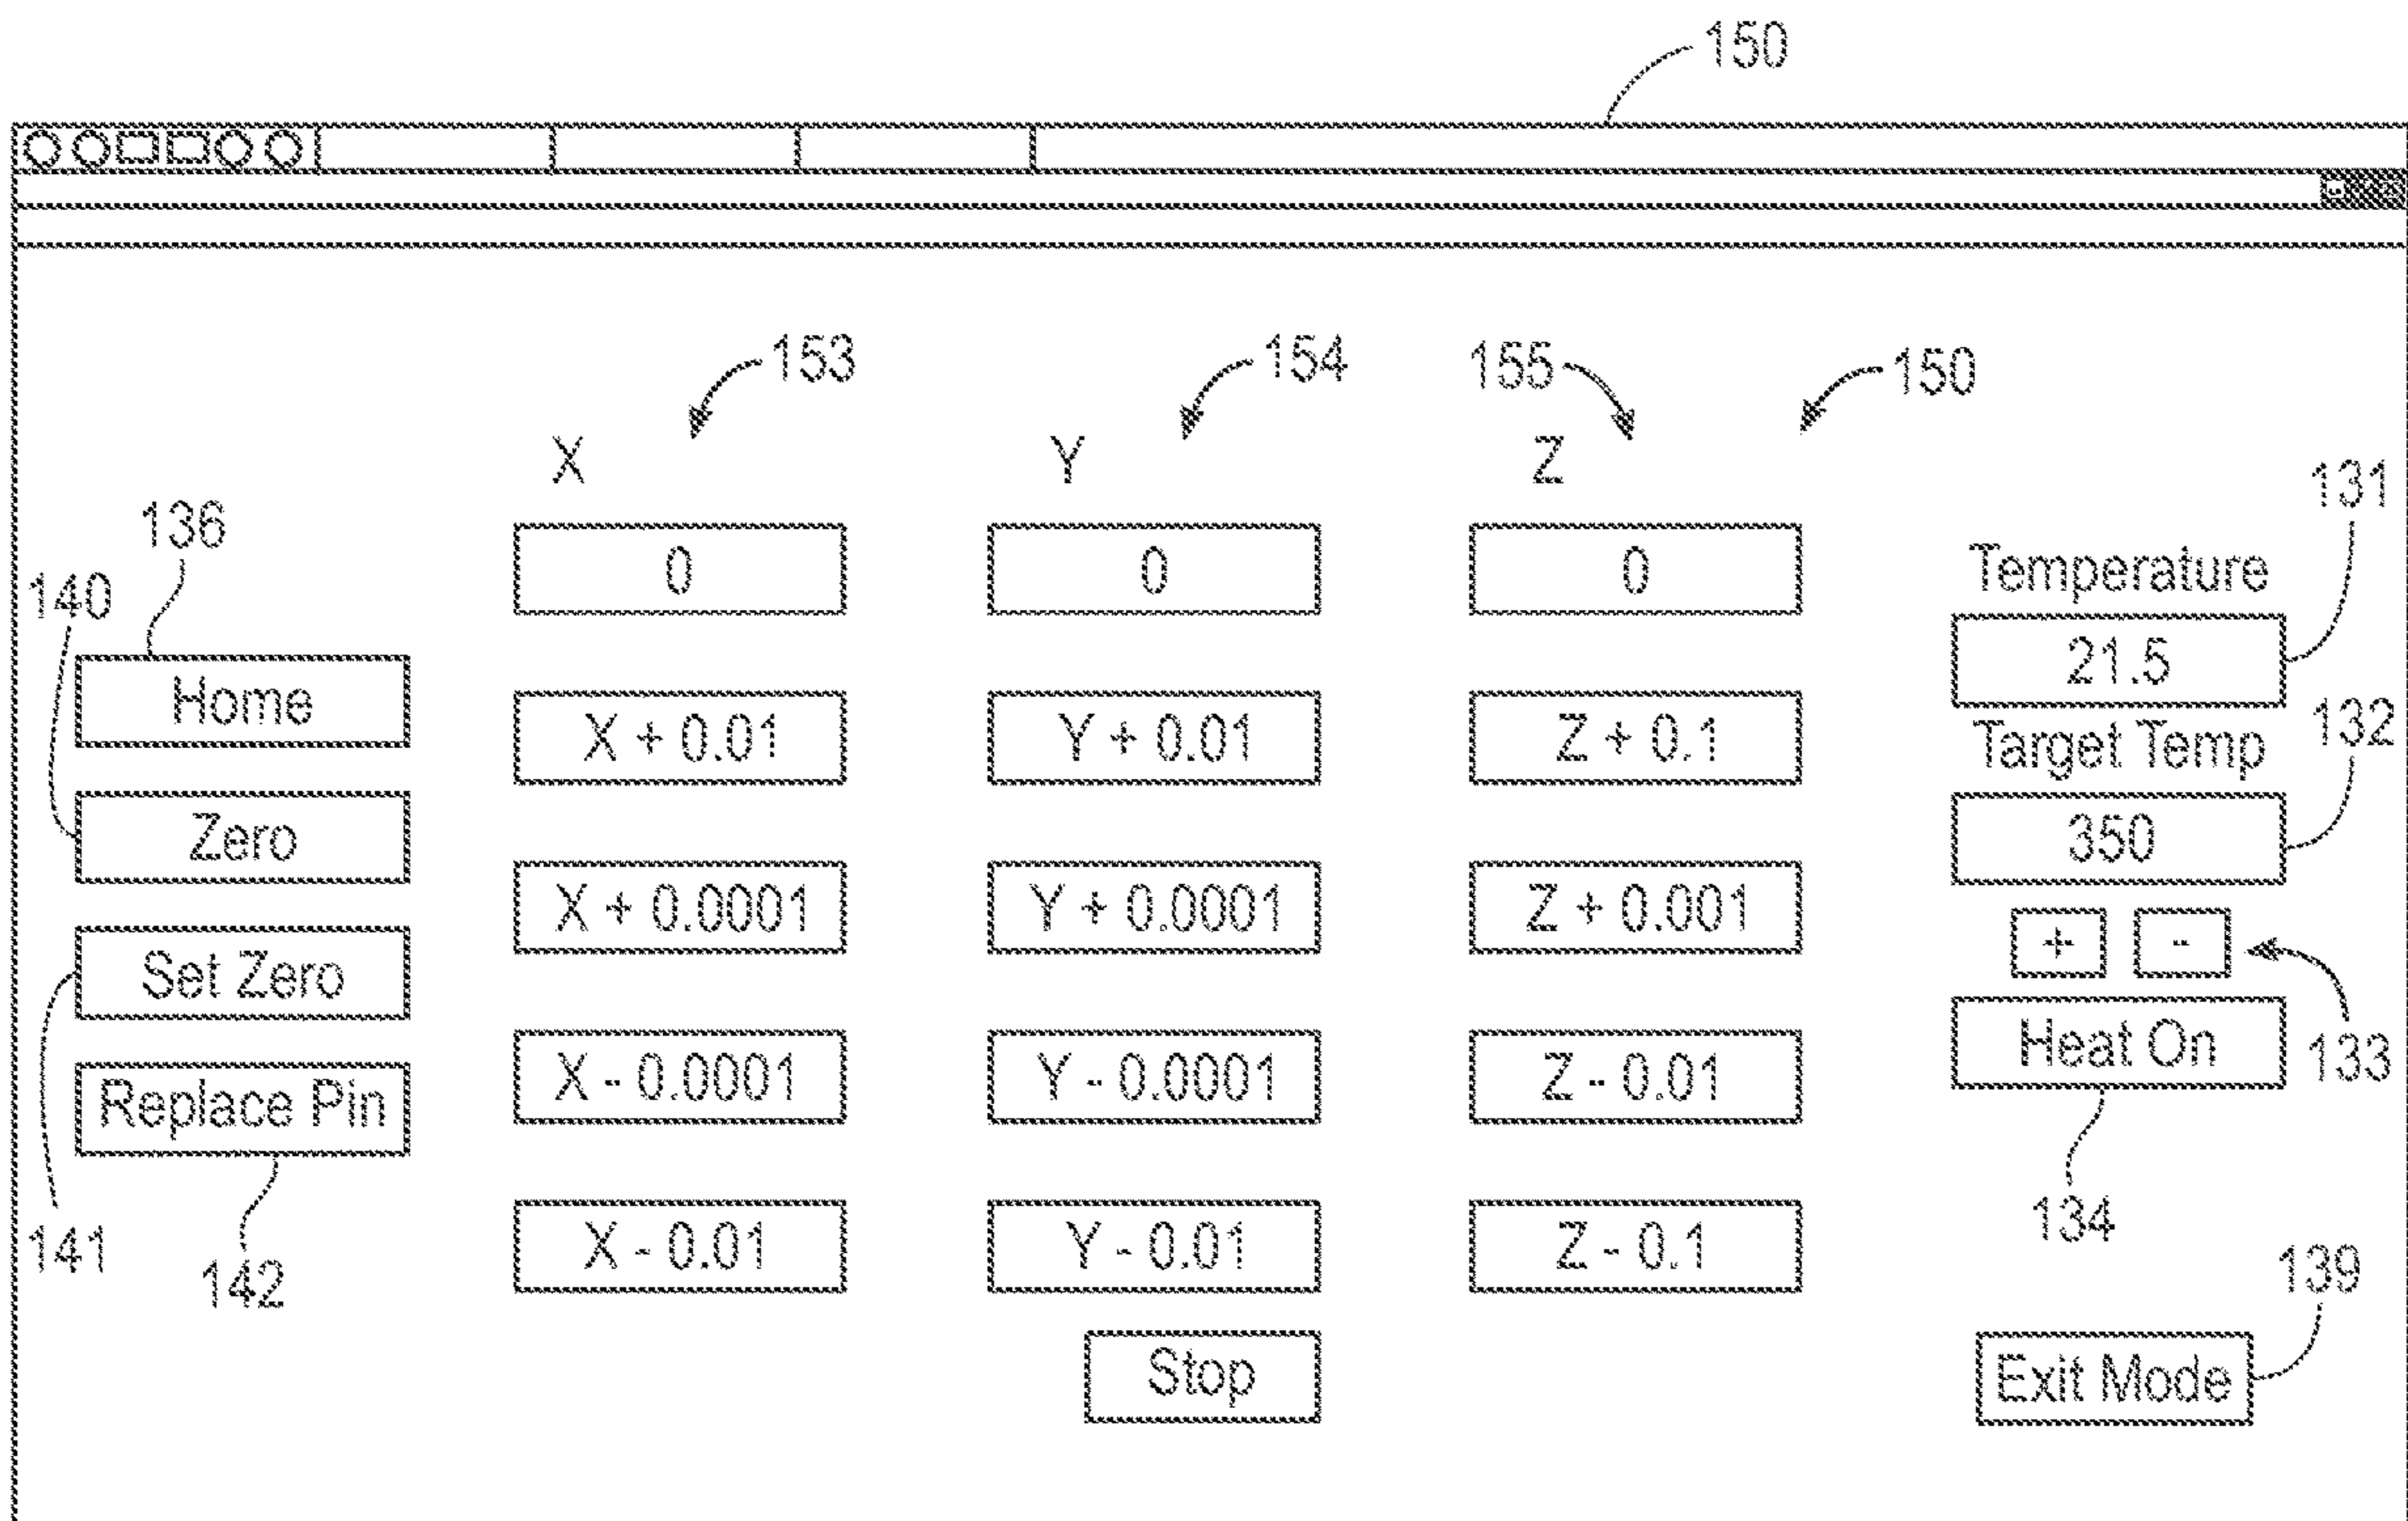 150
153
154
155
150
X
Y
Z
131
136
0
0
0
Temperature
140
21.5
Home
X + 0.01
Y + 0.01
Z + 0.1
132
Target Temp
Zero
350
X + 0.0001
Y + 0.0001
Z + 0.001
+
-
Set Zero
133
Heat On
X - 0.0001
Y - 0.0001
Z - 0.01
Replace Pin
134
141
X - 0.01
Y - 0.01
Z - 0.1
142
139
Stop
Exit Mode